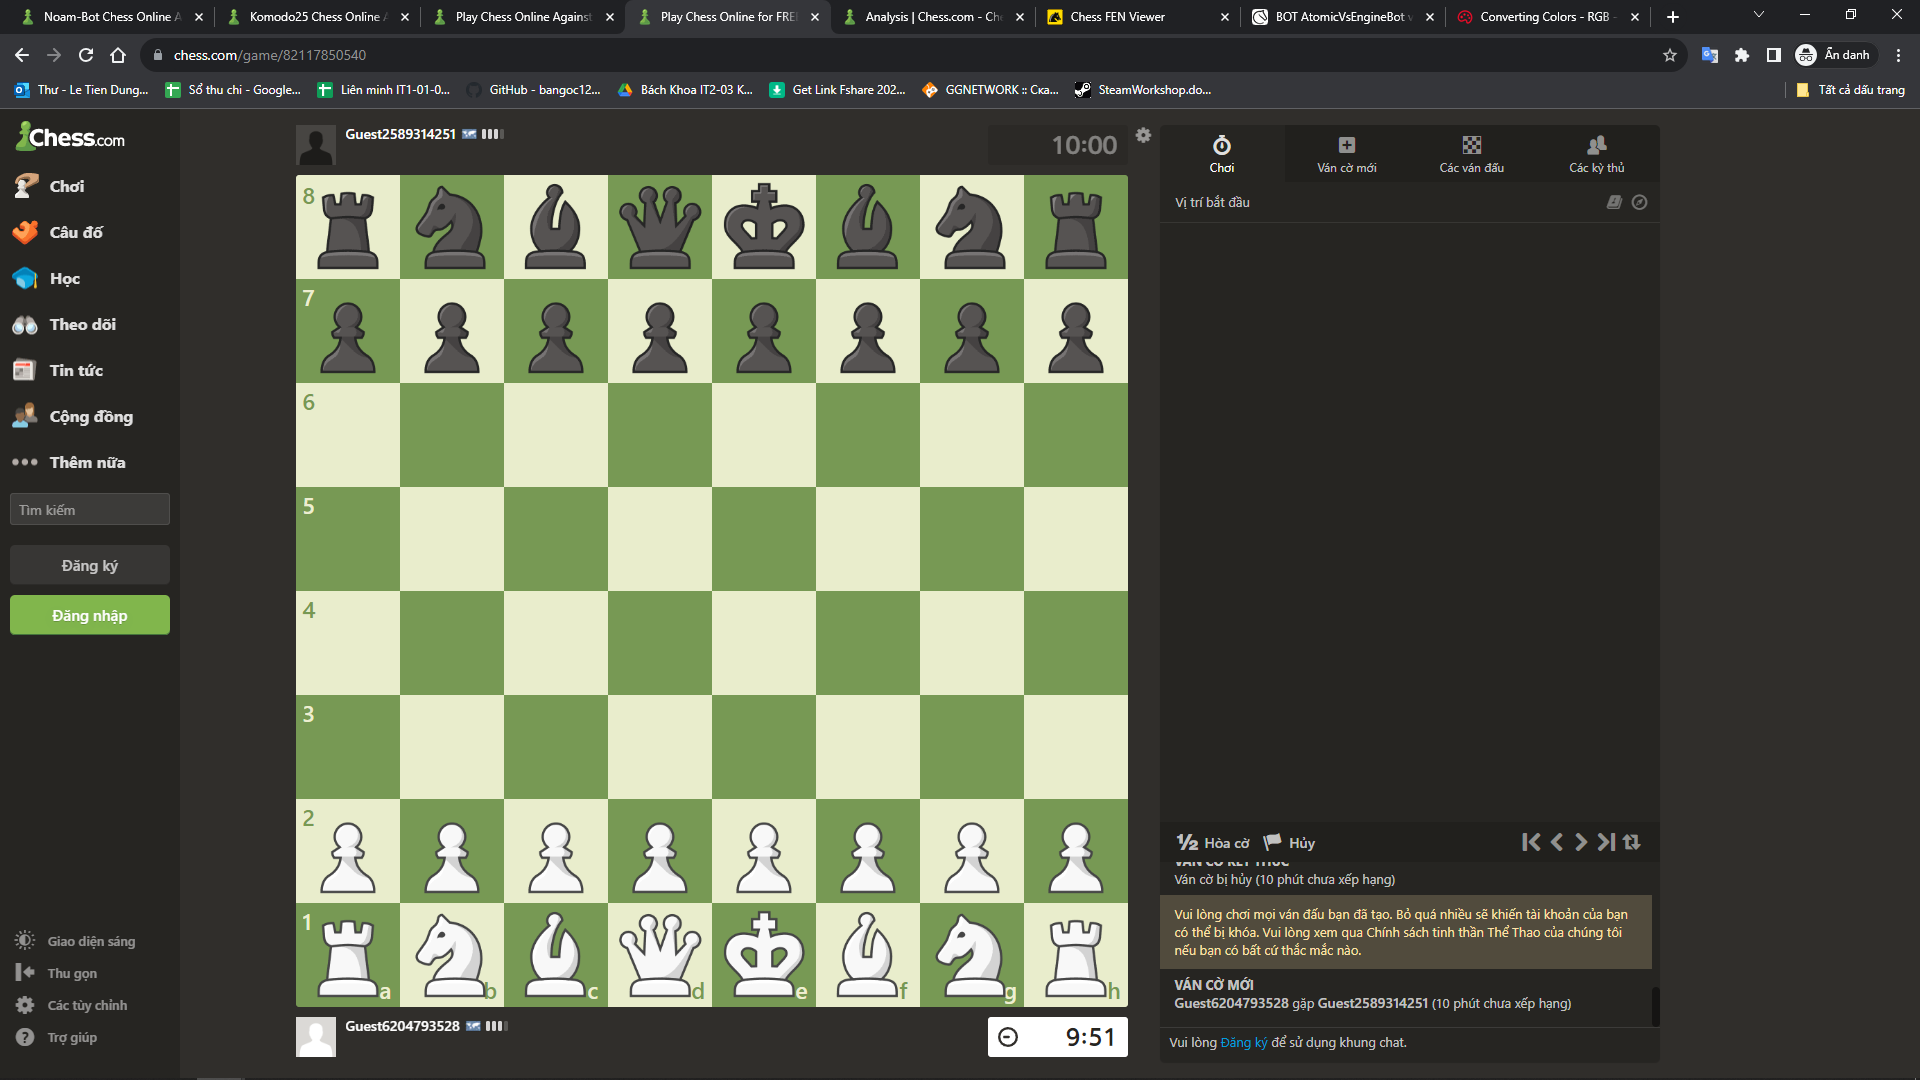 Noam-Bot Chess Online A
Komodo25 Chess Online A
Play Chess Online Against
Play Chess Online for FREE
Analysis | Chess.com - Ch
Chess FEN Viewer
BOT AtomicVsEngineBot v
Converting Colors - RGB -
chess.com/game/82117850540
Ẩn danh
Thư - Le Tien Dung...
Sổ thu chi - Google...
Liên minh IT1-01-0...
GitHub - bangoc12...
Bách Khoa IT2-03 K...
Get Link Fshare 202...
GGNETWORK :: Ска...
SteamWorkshop.do...
Tất cả dấu trang
Chess.com
Chơi
Câu đố
Học
Theo dõi
Tin tức
Cộng đồng
Thêm nữa
Tìm kiếm
Đăng ký
Đăng nhập
Giao diện sáng
Thu gọn
Các tùy chỉnh
Trợ giúp
Guest2589314251
10:00
8
7
6
5
4
3
2
1
a b c d e f g h
Guest6204793528
9:51
Chơi
Ván cờ mới
Các ván đấu
Các kỳ thủ
Vị trí bắt đầu
½ Hòa cờ
Hủy
VÁN CỜ KẾT THÚC
Ván cờ bị hủy (10 phút chưa xếp hạng)
Vui lòng chơi mọi ván đấu bạn đã tạo. Bỏ quá nhiều sẽ khiến tài khoản của bạn
có thể bị khóa. Vui lòng xem qua Chính sách tinh thần Thể Thao của chúng tôi
nếu bạn có bất cứ thắc mắc nào.
VÁN CỜ MỚI
Guest6204793528 gặp Guest2589314251 (10 phút chưa xếp hạng)
Vui lòng Đăng ký để sử dụng khung chat.